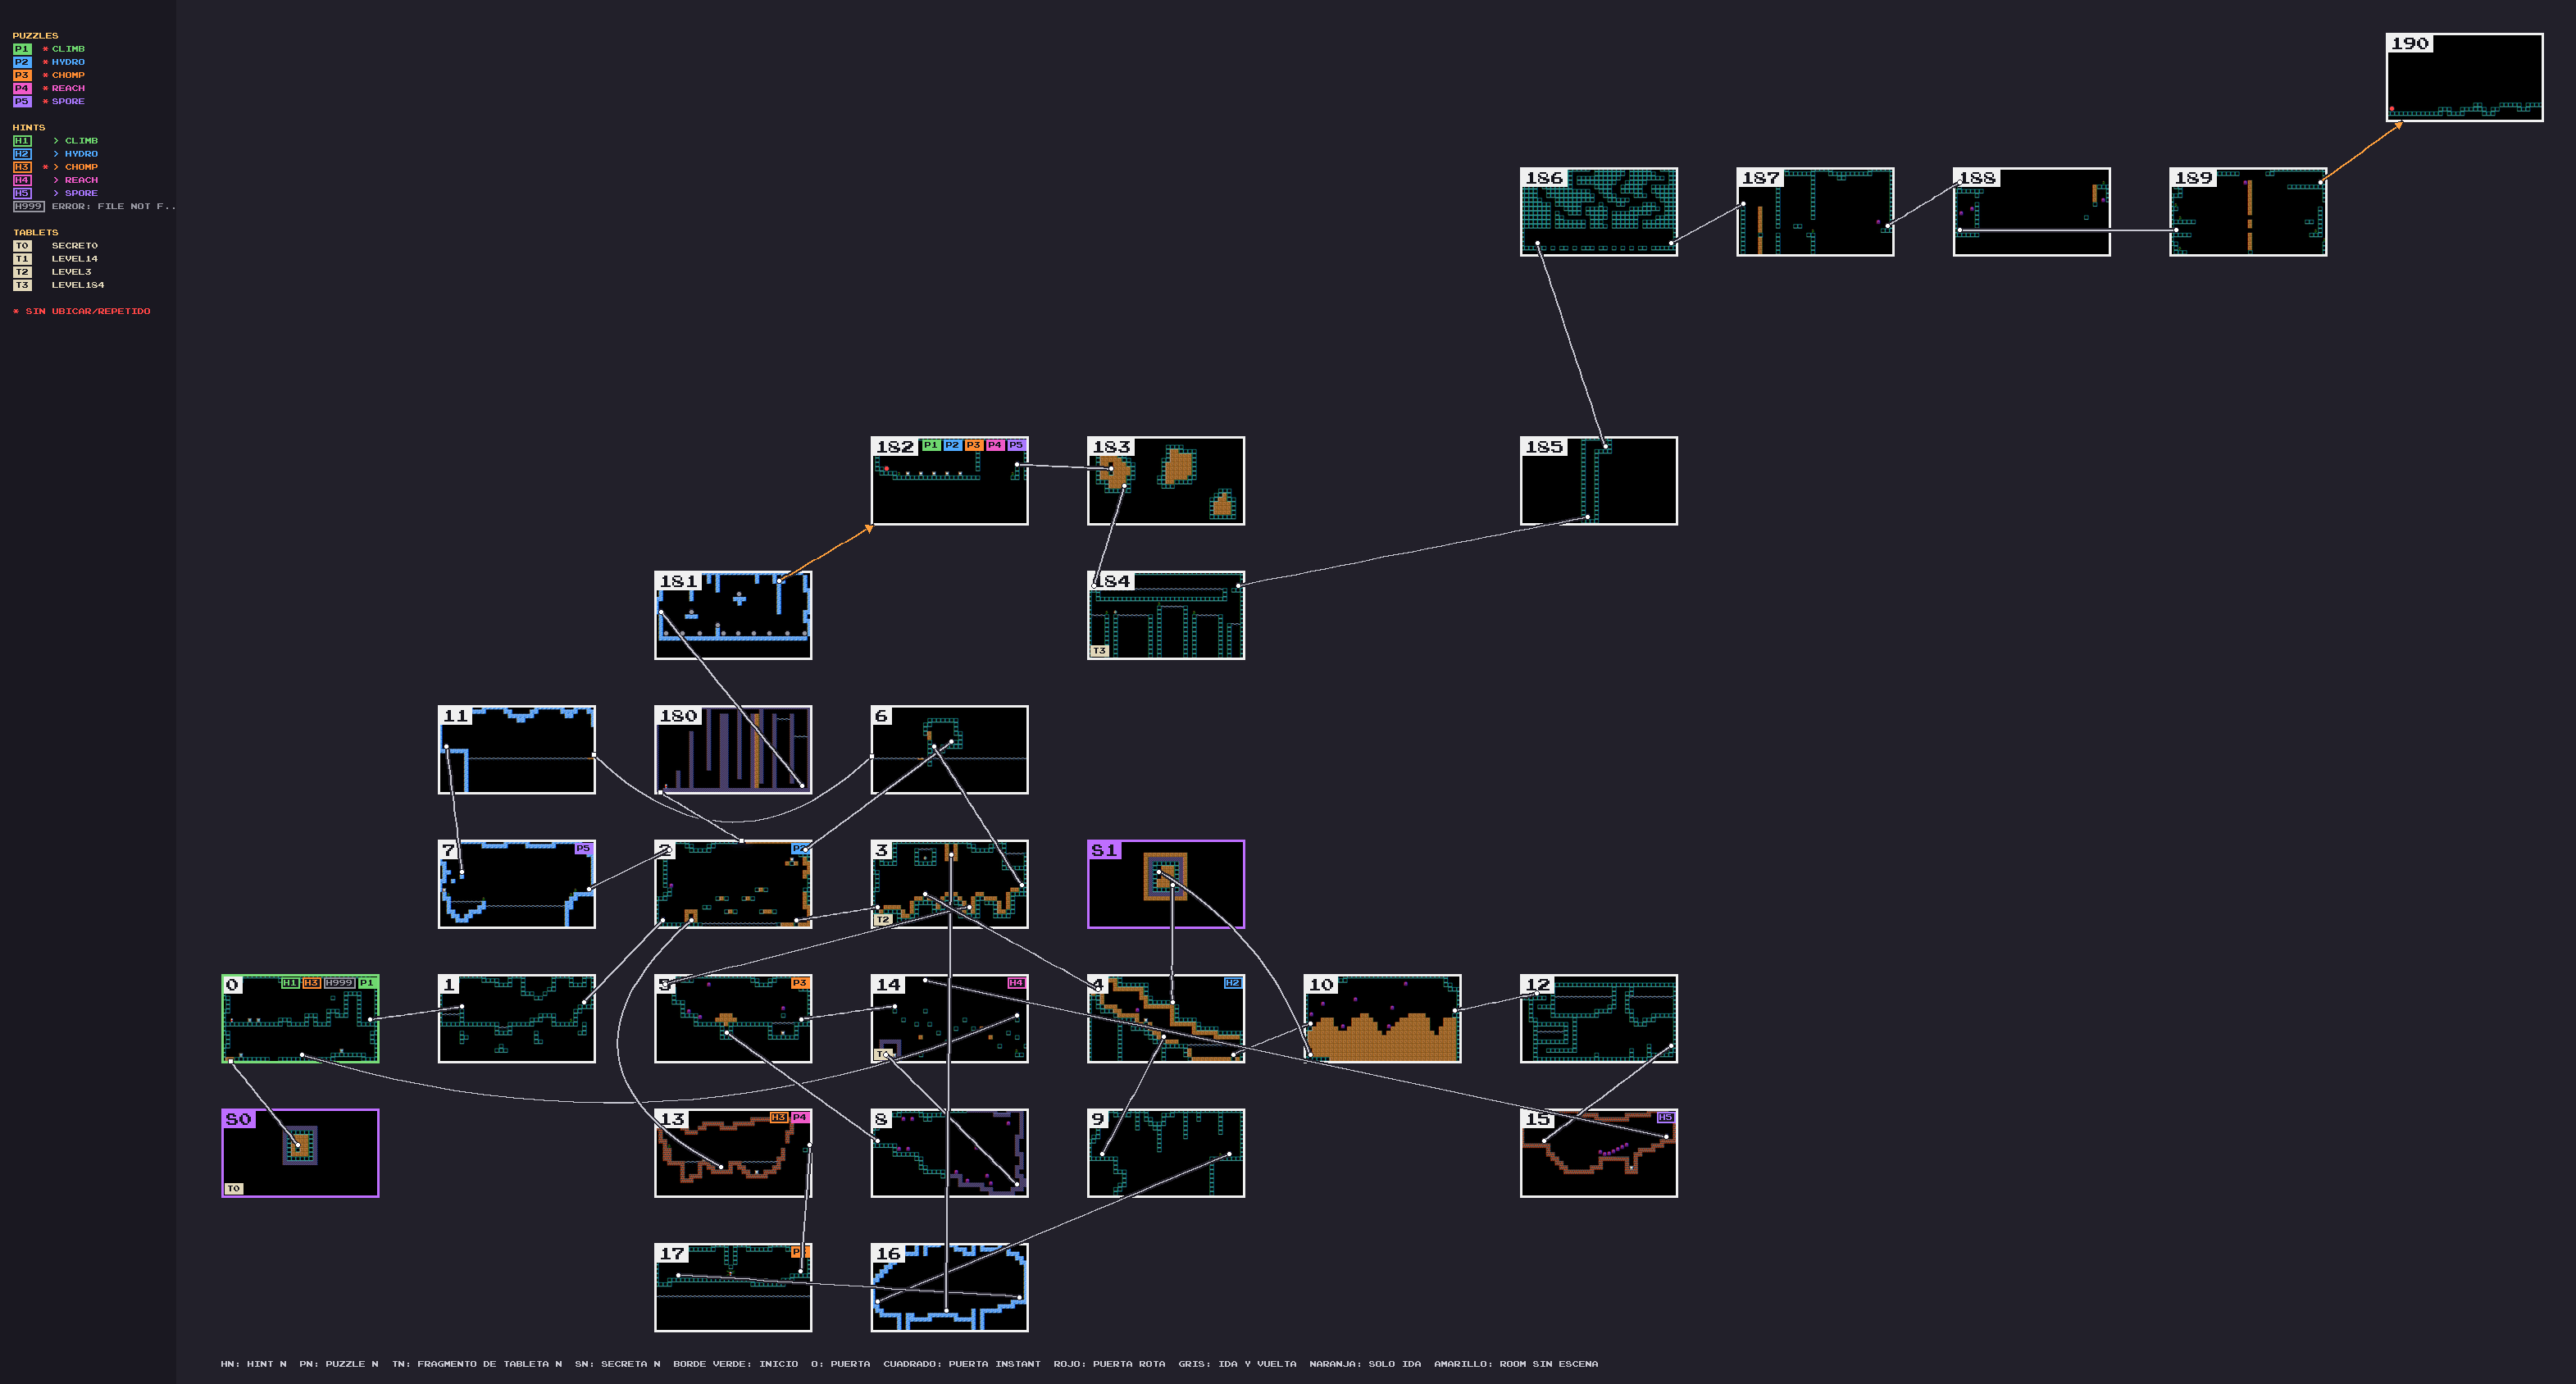 PUZZLES
P1 * CLIMB
P2 * HYDRO
P3 * CHOMP
P4 * REACH
P5 * SPORE
HINTS
H1 > CLIMB
H2 > HYDRO
H3 * > CHOMP
H4 > REACH
H5 > SPORE
H999 ERROR: FILE NOT F..
TABLETS
T0 SECRET0
T1 LEVEL14
T2 LEVEL3
T3 LEVEL184
* SIN UBICAR/REPETIDO
190
186
187
188
189
182 P1 P2 P3 P4 P5
183
185
181
184
T3
11
180
6
7 P5
2
3
T2
S1
0 H1 H3 H999 P1
1
5 P3
14 H4
4 H2
10
12
S0
T0
13 H3 P4
8
9
15 H5
17
16
HN: HINT N PN: PUZZLE N TN: FRAGMENTO DE TABLETA N SN: SECRETA N BORDE VERDE: INICIO O: PUERTA CUADRADO: PUERTA INSTANT ROJO: PUERTA ROTA GRIS: IDA Y VUELTA NARANJA: SOLO IDA AMARILLO: ROOM SIN ESCENA